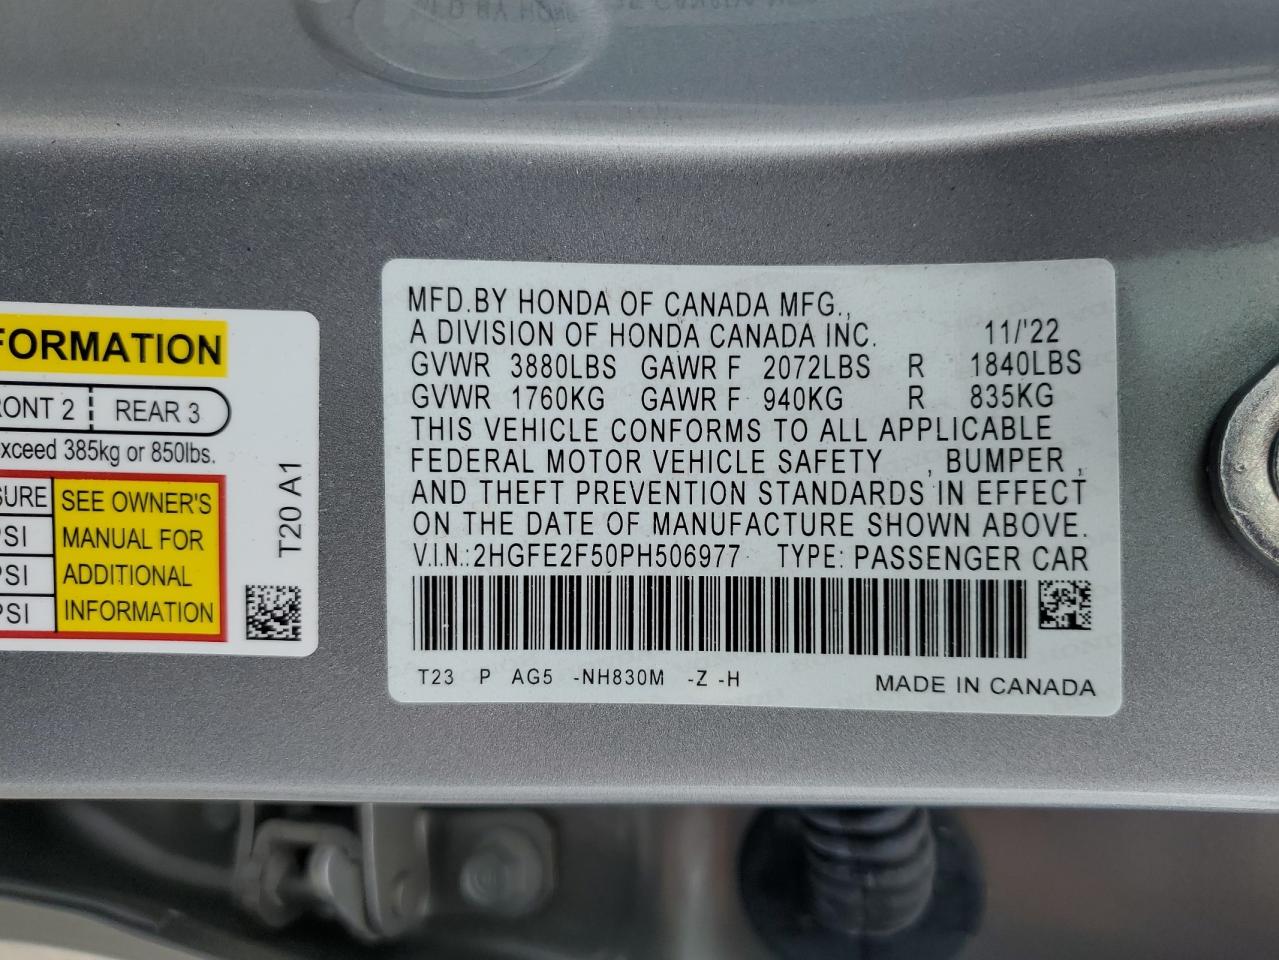 FORMATION
RONT 2 REAR 3
xceed 385kg or 850lbs.
SURE
PSI
PSI
PSI
SEE OWNER'S
MANUAL FOR
ADDITIONAL
INFORMATION
T20 A1
MFD.BY HONDA OF CANADA MFG.,
A DIVISION OF HONDA CANADA INC. 11/'22
GVWR 3880LBS GAWR F 2072LBS R 1840LBS
GVWR 1760KG GAWR F 940KG R 835KG
THIS VEHICLE CONFORMS TO ALL APPLICABLE
FEDERAL MOTOR VEHICLE SAFETY , BUMPER ,
AND THEFT PREVENTION STANDARDS IN EFFECT
ON THE DATE OF MANUFACTURE SHOWN ABOVE.
V.I.N.:2HGFE2F50PH506977 TYPE: PASSENGER CAR
T23 P AG5 -NH830M -Z -H MADE IN CANADA